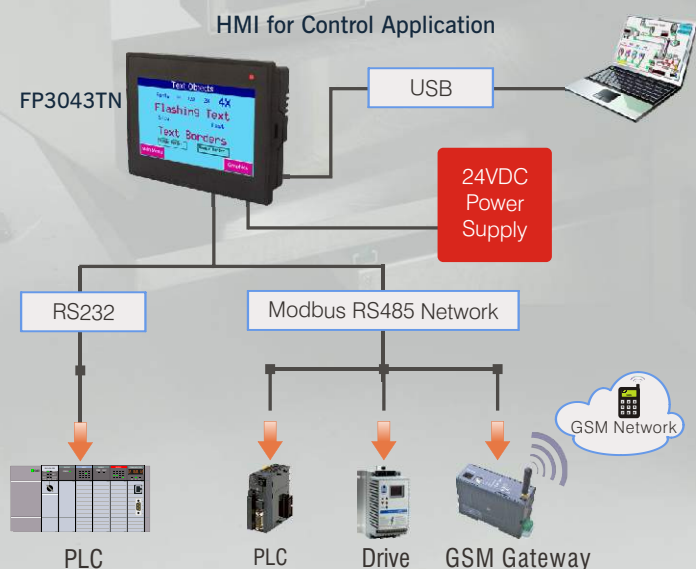 HMI for Control Application
FP3043TN
Text Objects
2X 4X
Flashing Text
Text Borders
USB
24VDC
Power
Supply
RS232
Modbus RS485 Network
GSM Network
PLC
PLC
Drive
GSM Gateway